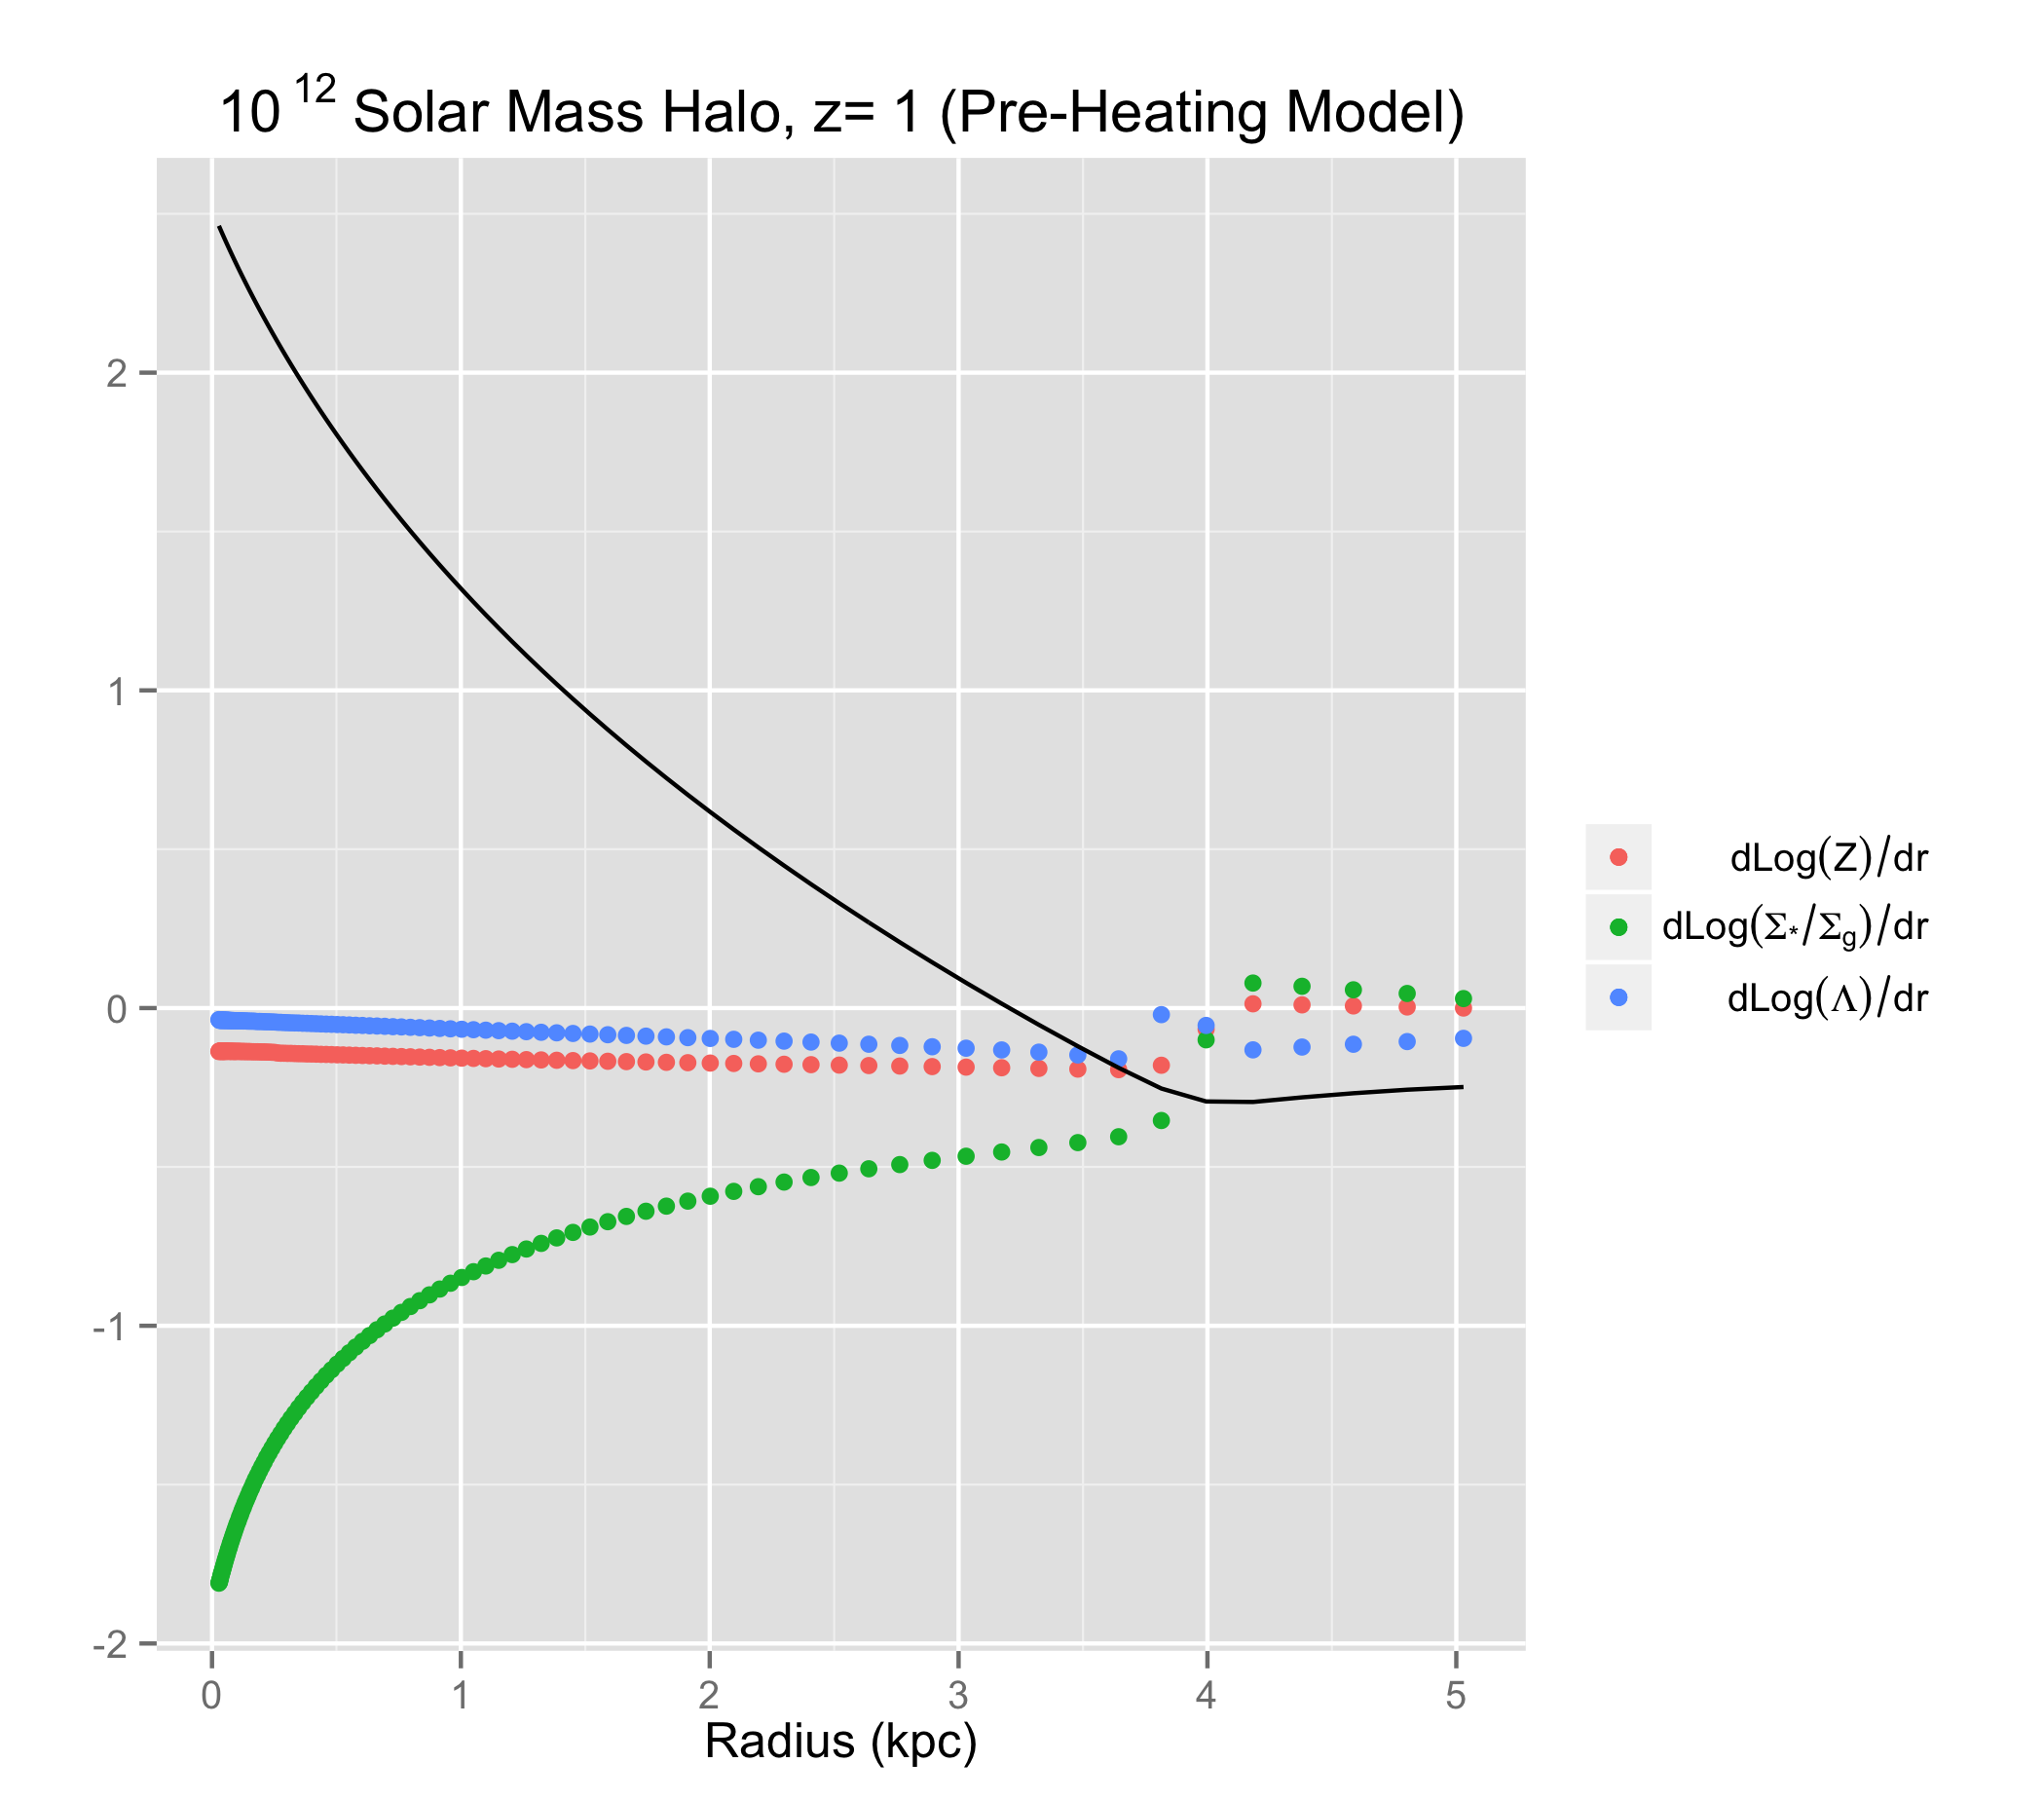 10^12 Solar Mass Halo, z= 1 (Pre-Heating Model)
2
1
0
-1
-2
0 1 2 3 4 5
Radius (kpc)
dLog(Z)/dr
dLog(Σ*/Σg)/dr
dLog(Λ)/dr